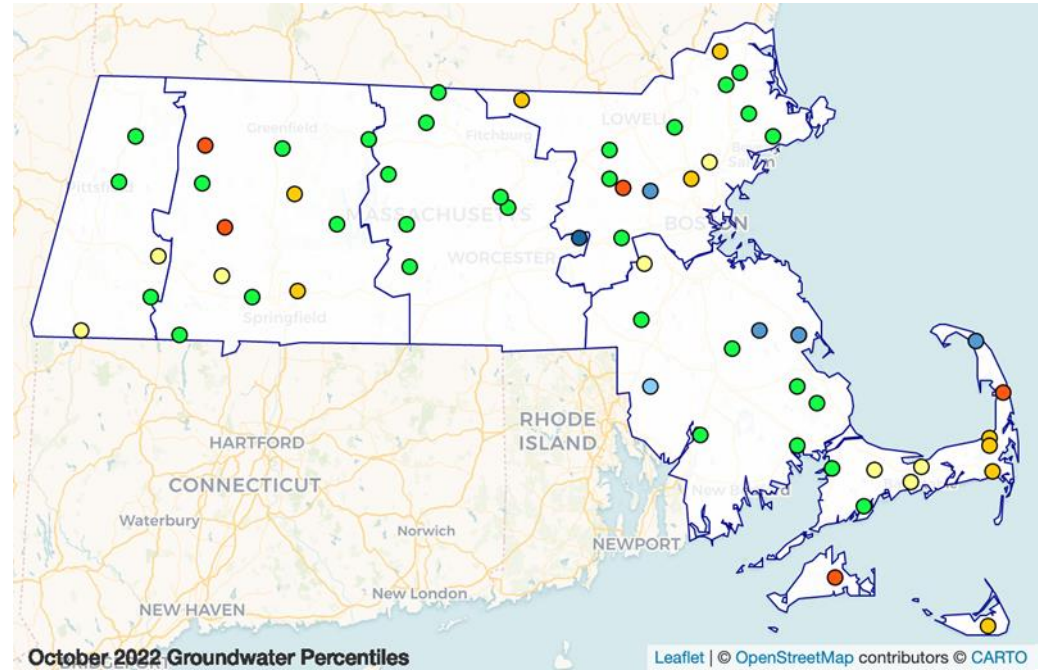 LOWELL
Greenfield
Fitchburg
Salem
Pittsfield
MASSACHUSETTS
BOSTON
WORCESTER
Springfield
RHODE
ISLAND
HARTFORD
CONNECTICUT
Waterbury
Norwich
New Bedford
NEWPORT
New London
NEW HAVEN
BRIDGEPORT
October 2022 Groundwater Percentiles
Leaflet | © OpenStreetMap contributors © CARTO